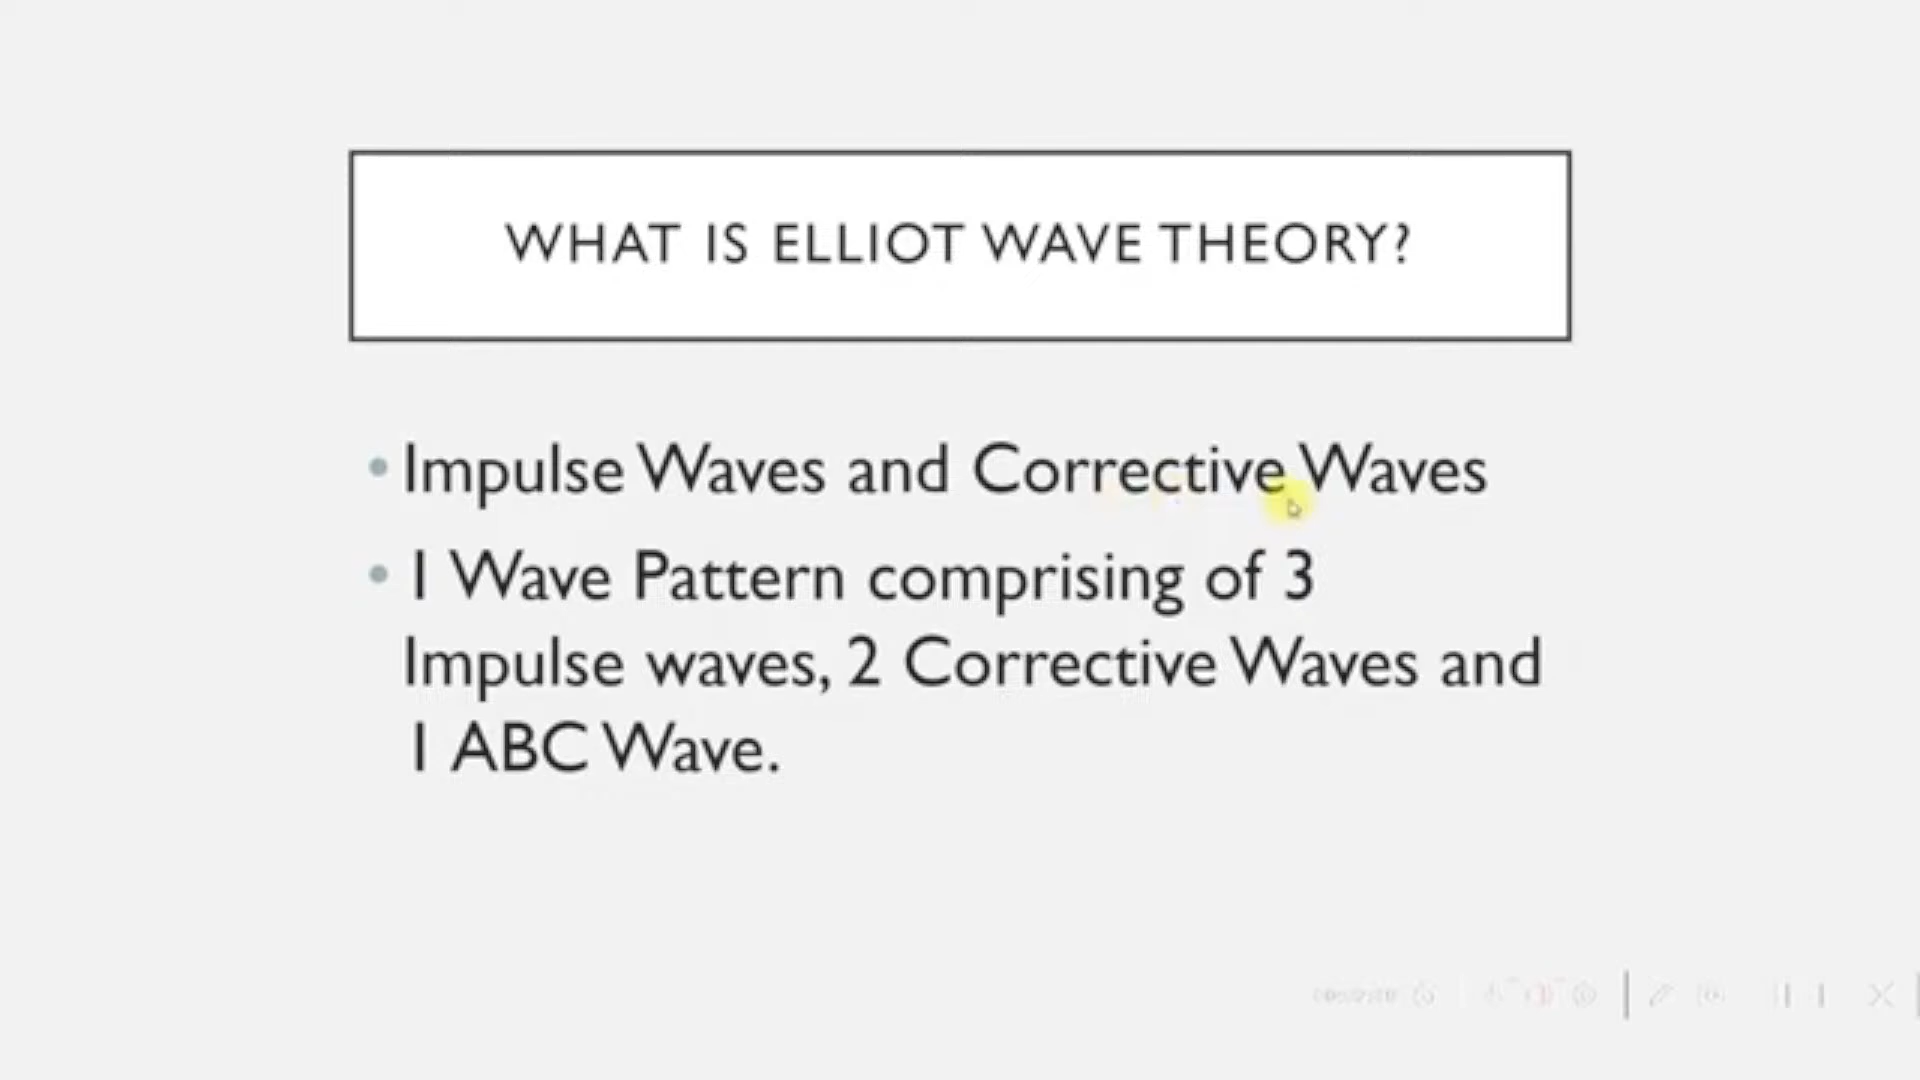 WHAT IS ELLIOT WAVE THEORY?
• Impulse Waves and Corrective Waves
• 1 Wave Pattern comprising of 3
Impulse waves, 2 Corrective Waves and
1 ABC Wave.